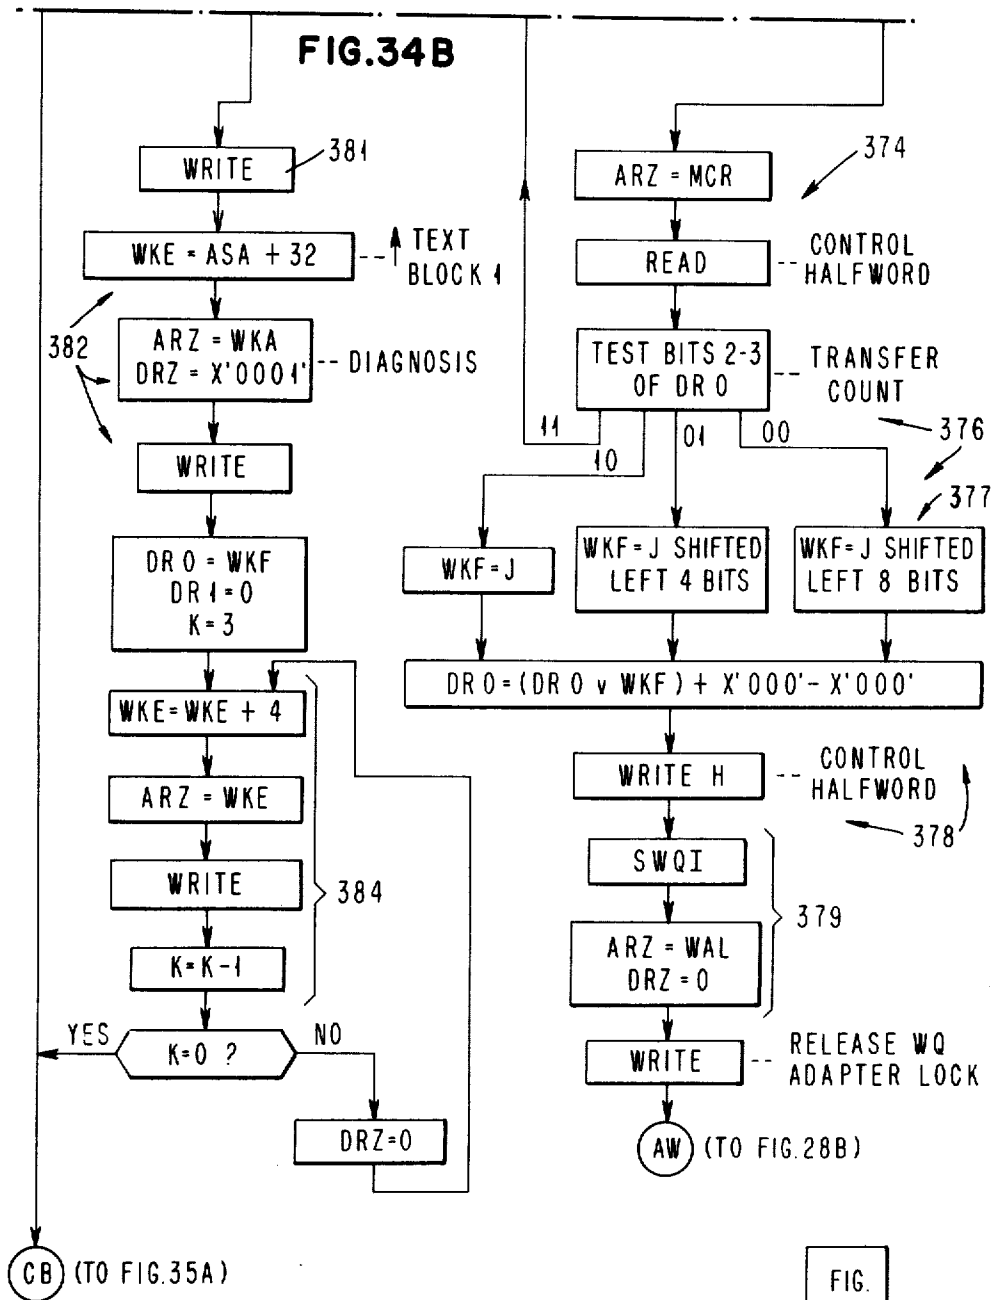 FIG.34B
WRITE
381
WKE = ASA + 32
TEXT
BLOCK 1
382
ARZ = WKA
DRZ = X'0001'
DIAGNOSIS
WRITE
DR 0 = WKF
DR 1 = 0
K = 3
WKE = WKE + 4
ARZ = WKE
WRITE
384
K = K-1
YES
K=0 ?
NO
DRZ=0
CB
(TO FIG.35A)
ARZ = MCR
374
READ
CONTROL
HALFWORD
TEST BITS 2-3
OF DR 0
TRANSFER
COUNT
11
10
01
00
376
377
WKF=J
WKF=J SHIFTED
LEFT 4 BITS
WKF=J SHIFTED
LEFT 8 BITS
DR 0 = (DR 0 v WKF) + X'000' - X'000'
WRITE H
CONTROL
HALFWORD
378
SWQI
379
ARZ = WAL
DRZ = 0
WRITE
RELEASE WQ
ADAPTER LOCK
AW
(TO FIG.28B)
FIG.